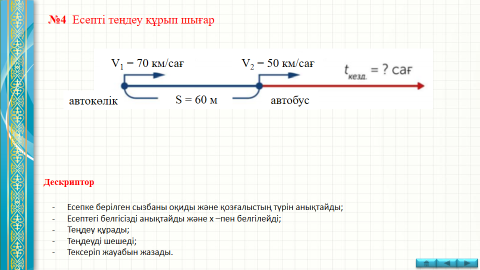 №4 Есепті теңдеу құрып шығар
V₁ = 70 км/сағ V₂ = 50 км/сағ
tкезд. = ? сағ
автокөлік S = 60 м автобус
Дескриптор
- Есепке берілген сызбаны оқиды және қозғалыстың түрін анықтайды;
- Есептегі белгісізді анықтайды және х –пен белгілейді;
- Теңдеу құрады;
- Теңдеуді шешеді;
- Тексеріп жауабын жазады.